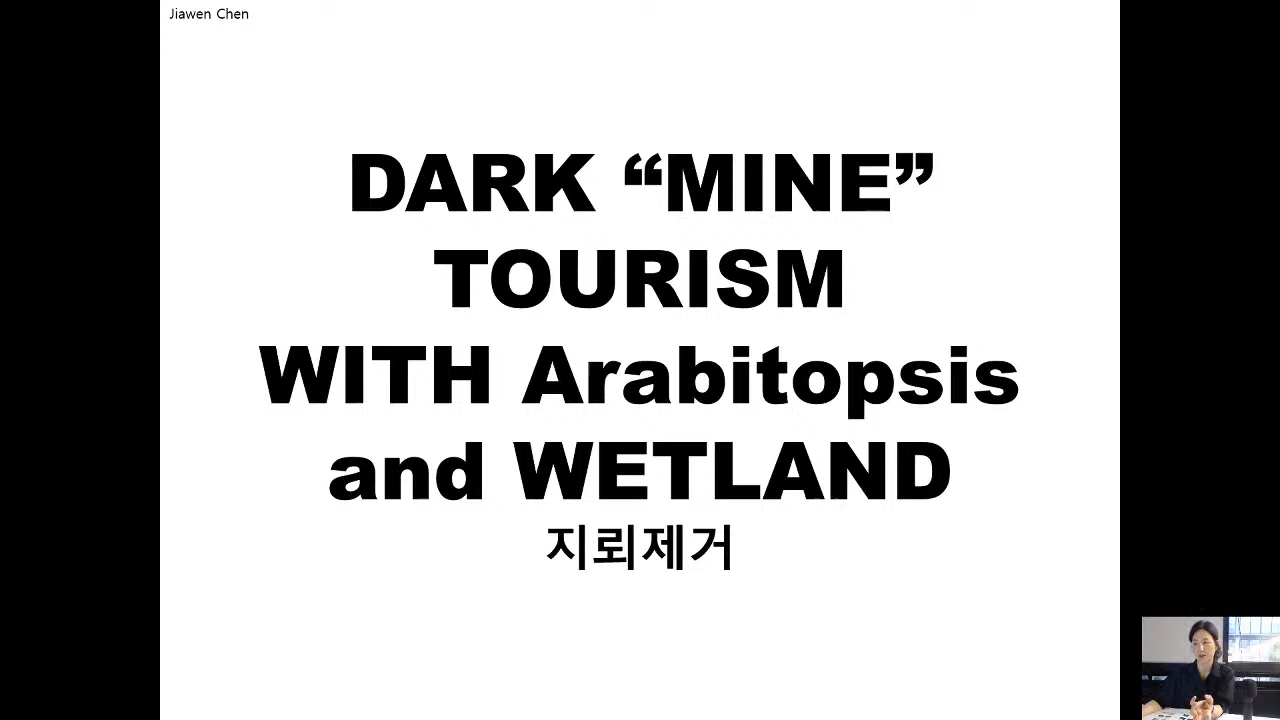 Jiawen Chen
DARK “MINE”
TOURISM
WITH Arabitopsis
and WETLAND
지뢰제거